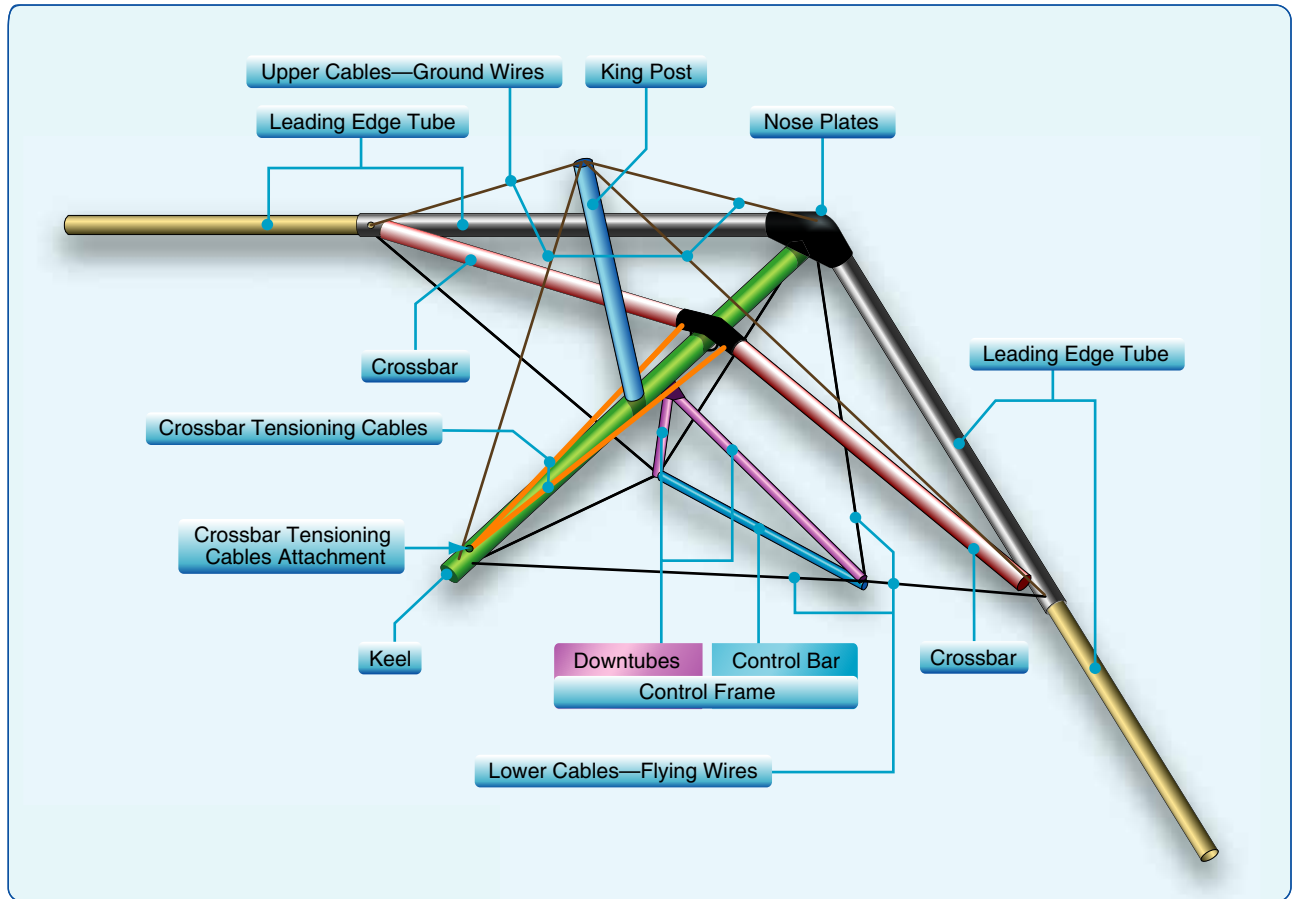 Upper Cables—Ground Wires
King Post
Leading Edge Tube
Nose Plates
Leading Edge Tube
Crossbar
Crossbar Tensioning Cables
Crossbar Tensioning
Cables Attachment
Keel
Downtubes
Control Bar
Crossbar
Control Frame
Lower Cables—Flying Wires